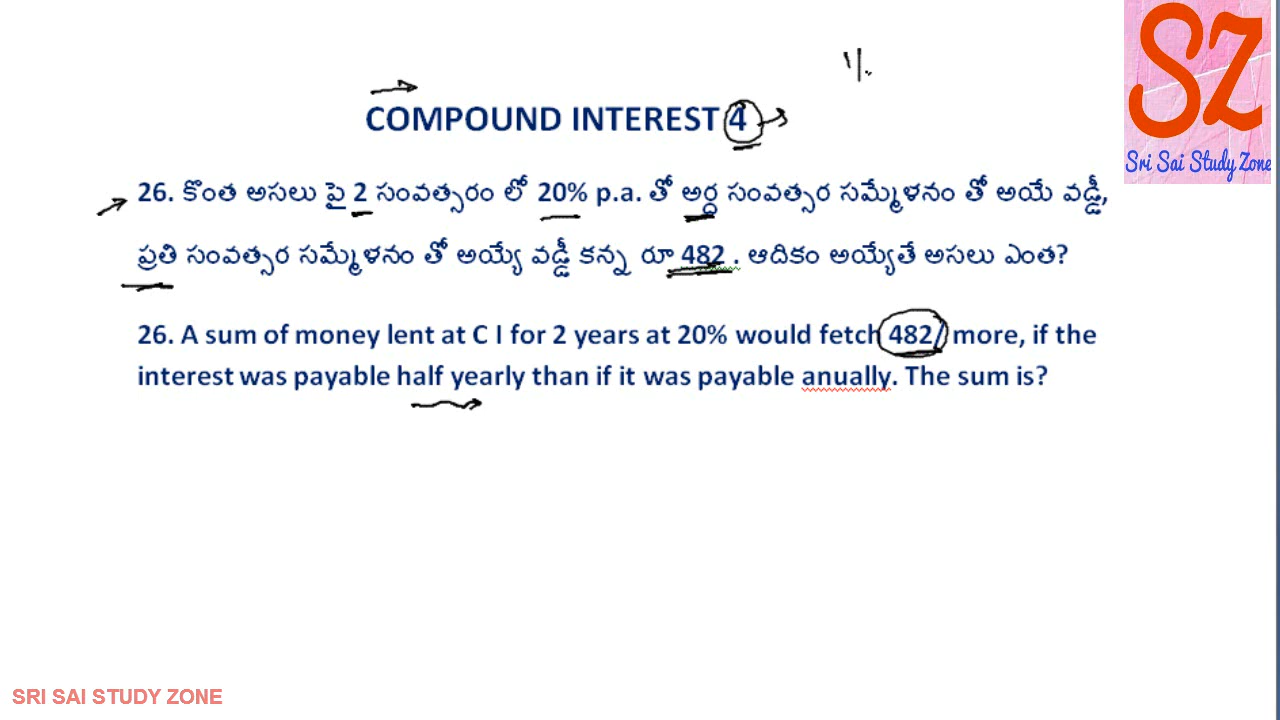 SZ
Sri Sai Study Zone
1/.
COMPOUND INTEREST 4
26. కొంత అసలు పై 2 సంవత్సరం లో 20% p.a. తో అర్ధ సంవత్సర సమ్మేళనం తో అయే వడ్డీ,
ప్రతి సంవత్సర సమ్మేళనం తో అయ్యే వడ్డీ కన్న రూ 482 . ఆదికం అయ్యేతే అసలు ఎంత?
26. A sum of money lent at C I for 2 years at 20% would fetch 482/ more, if the
interest was payable half yearly than if it was payable anually. The sum is?
SRI SAI STUDY ZONE